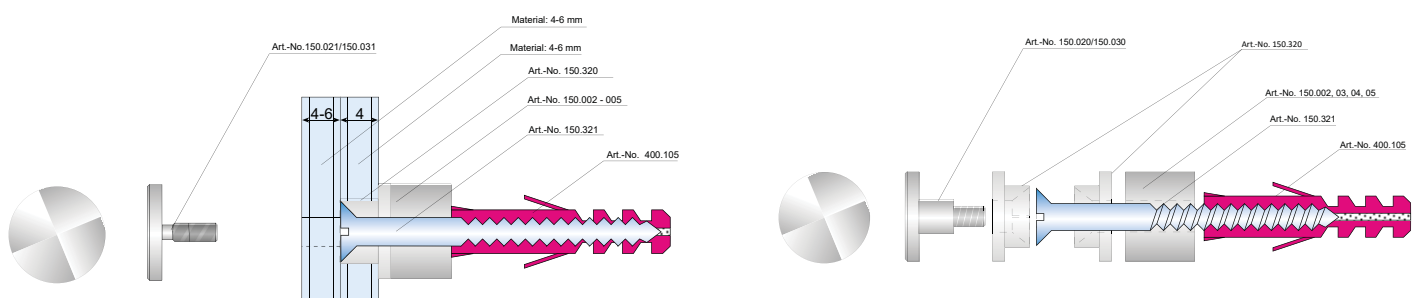 Material: 4-6 mm
Art.-No.150.021/150.031
Material: 4-6 mm
Art.-No. 150.320
Art.-No. 150.002 - 005
Art.-No. 150.321
Art.-No. 400.105
4-6
4
Art.-No. 150.020/150.030
Art.-No. 150.320
Art.-No. 150.002, 03, 04, 05
Art.-No. 150.321
Art.-No. 400.105